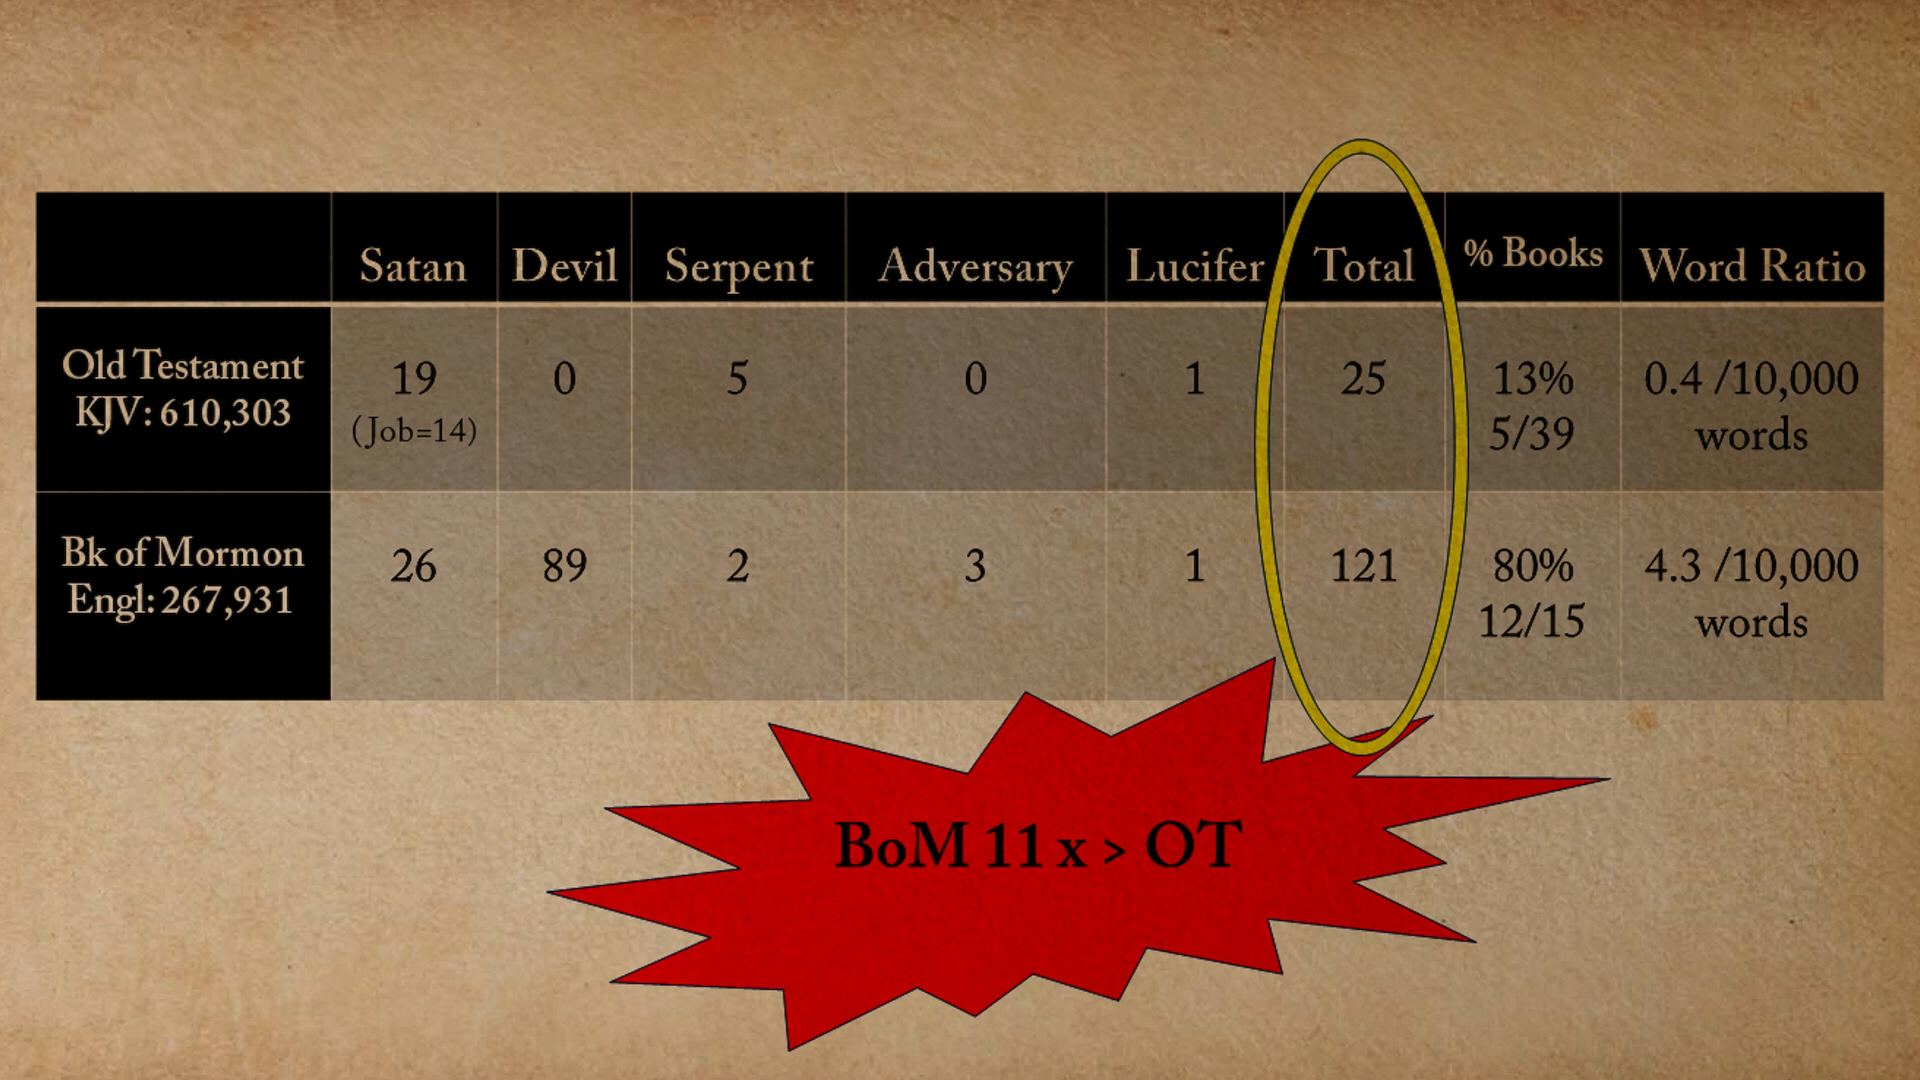 Satan Devil Serpent Adversary Lucifer Total % Books Word Ratio
Old Testament 19 0 5 0 1 25 13% 0.4 /10,000
KJV: 610,303 (Job=14) 5/39 words
Bk of Mormon 26 89 2 3 1 121 80% 4.3 /10,000
Engl: 267,931 12/15 words
BoM 11 x > OT